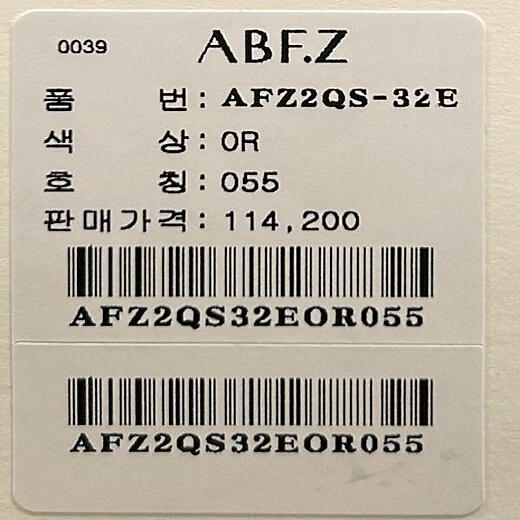 0039 ABF.Z
품 번 : AFZ2QS-32E
색 상 : OR
호 칭 : 055
판매가격 : 114,200
AFZ2QS32EOR055
AFZ2QS32EOR055